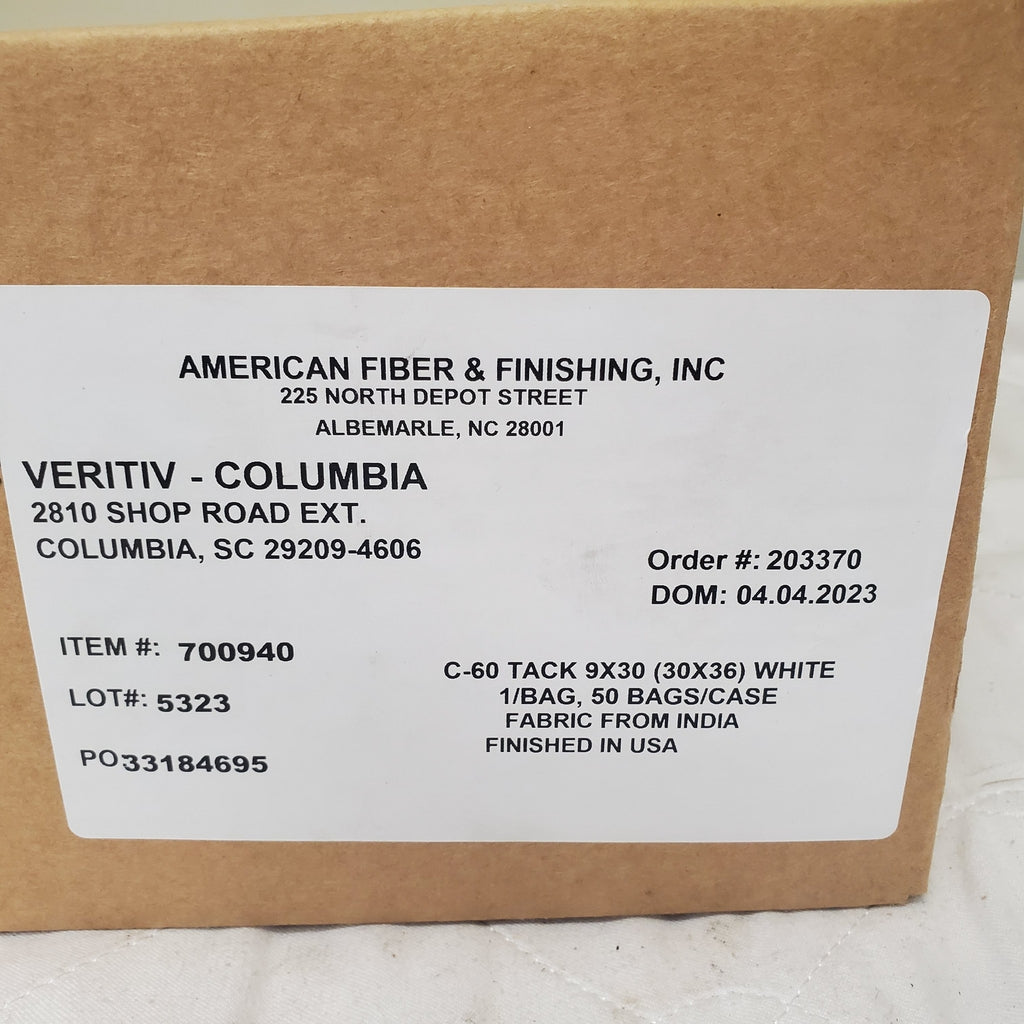 AMERICAN FIBER & FINISHING, INC
225 NORTH DEPOT STREET
ALBEMARLE, NC 28001
VERITIV - COLUMBIA
2810 SHOP ROAD EXT.
COLUMBIA, SC 29209-4606
Order #: 203370
DOM: 04.04.2023
ITEM #: 700940
LOT#: 5323
PO33184695
C-60 TACK 9X30 (30X36) WHITE
1/BAG, 50 BAGS/CASE
FABRIC FROM INDIA
FINISHED IN USA